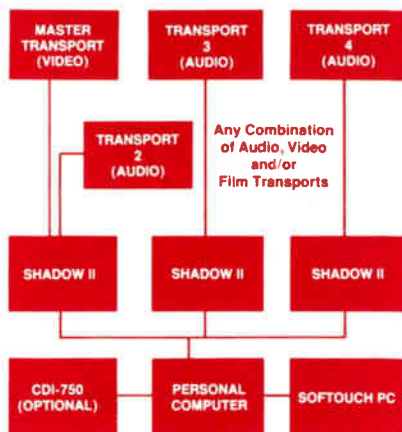 MASTER
TRANSPORT
(VIDEO)
TRANSPORT
3
(AUDIO)
TRANSPORT
4
(AUDIO)
TRANSPORT
2
(AUDIO)
Any Combination
of Audio, Video
and/or
Film Transports
SHADOW II
SHADOW II
SHADOW II
CDI-750
(OPTIONAL)
PERSONAL
COMPUTER
SOFTOUCH PC